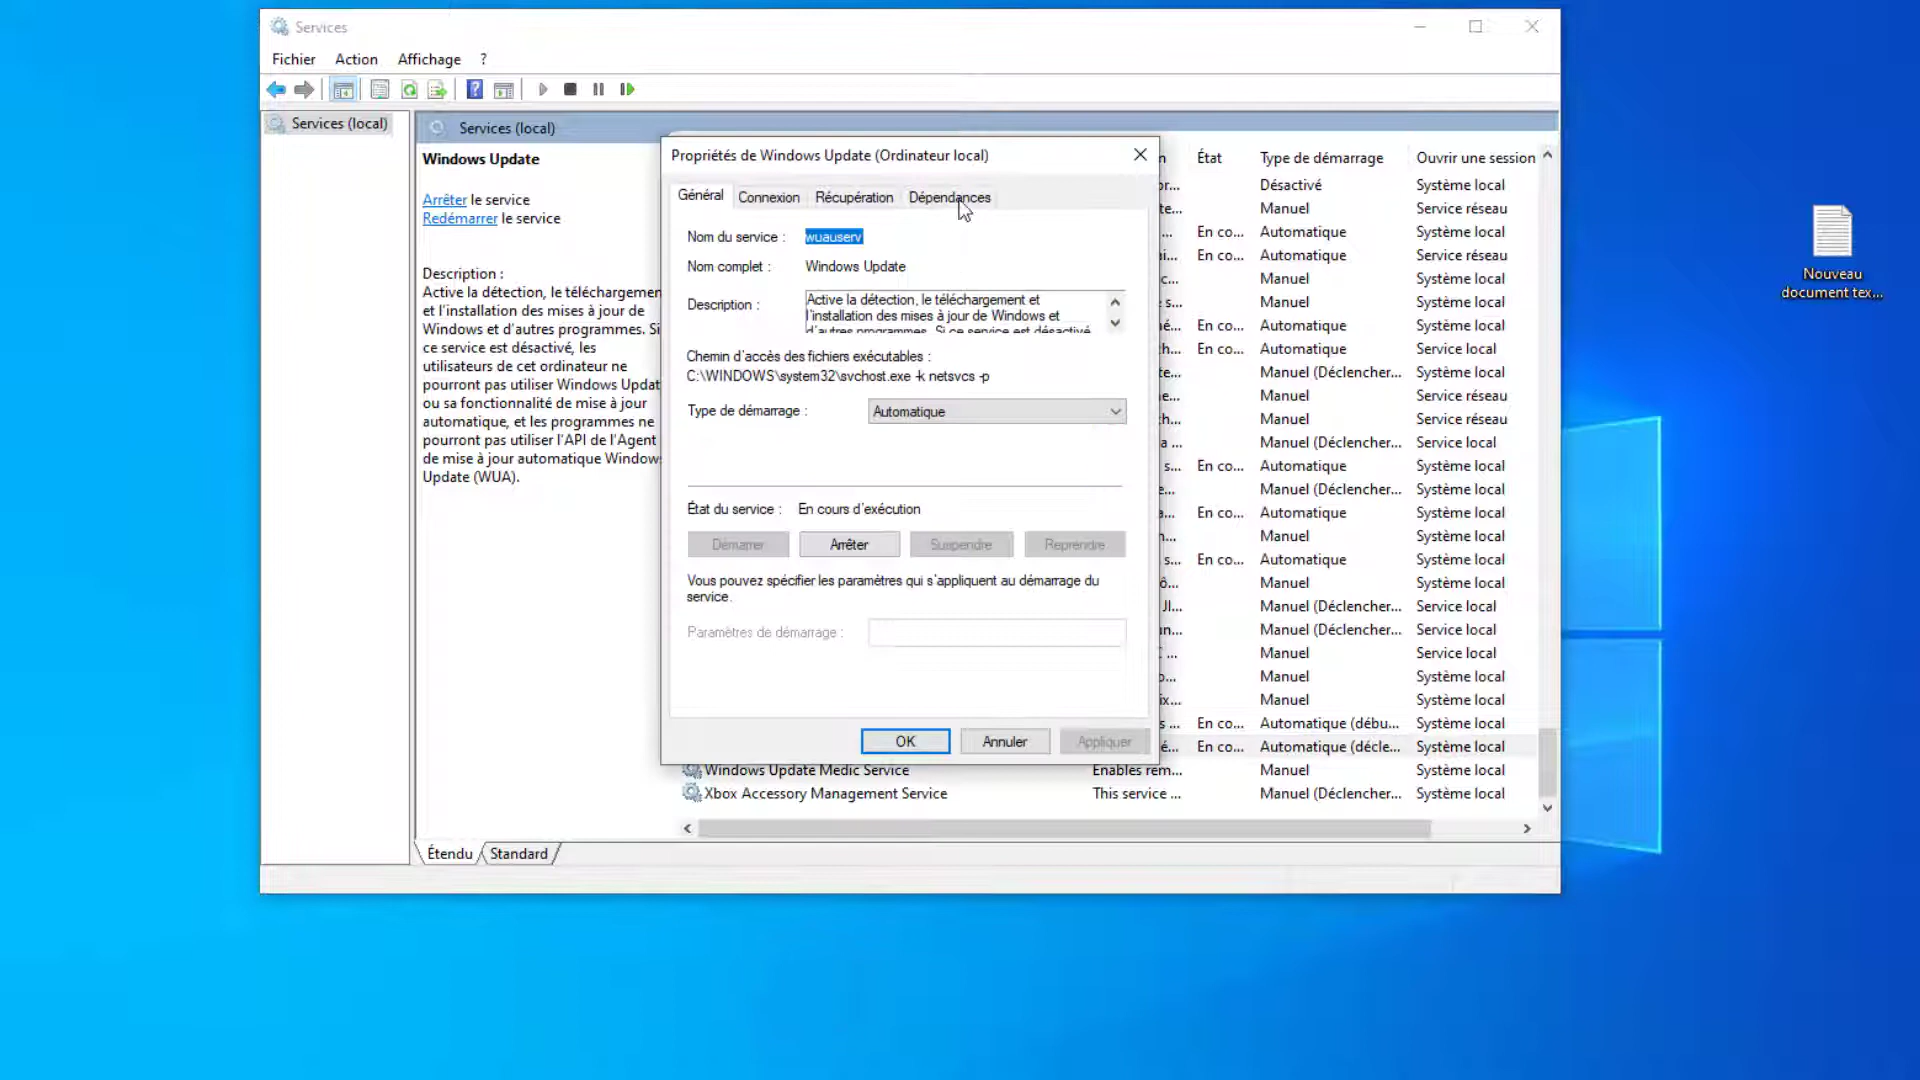 Services
Fichier Action Affichage ?
Services (local)
Services (local)
Windows Update
Arrêter le service
Redémarrer le service
Description :
Active la détection, le téléchargemen
et l'installation des mises à jour de
Windows et d'autres programmes. Si
ce service est désactivé, les
utilisateurs de cet ordinateur ne
pourront pas utiliser Windows Updat
ou sa fonctionnalité de mise à jour
automatique, et les programmes ne
pourront pas utiliser l'API de l'Agent
de mise à jour automatique Window
Update (WUA).
Propriétés de Windows Update (Ordinateur local)
Général Connexion Récupération Dépendances
Nom du service : wuauserv
Nom complet : Windows Update
Description : Active la détection, le téléchargement et
l'installation des mises à jour de Windows et
d'autres programmes. Si ce service est désactivé
Chemin d'accès des fichiers exécutables :
C:\WINDOWS\system32\svchost.exe -k netsvcs -p
Type de démarrage : Automatique
État du service : En cours d'exécution
Démarrer Arrêter Suspendre Reprendre
Vous pouvez spécifier les paramètres qui s'appliquent au démarrage du
service.
Paramètres de démarrage :
OK Annuler Appliquer
État Type de démarrage Ouvrir une session
Désactivé Système local
Manuel Service réseau
En co... Automatique Système local
En co... Automatique Service réseau
Manuel Système local
Manuel Système local
En co... Automatique Système local
En co... Automatique Service local
Manuel (Déclencher... Système local
Manuel Service réseau
Manuel Service réseau
Manuel (Déclencher... Service local
En co... Automatique Système local
Manuel (Déclencher... Système local
En co... Automatique Système local
Manuel Système local
En co... Automatique Système local
Manuel Système local
Manuel (Déclencher... Service local
Manuel (Déclencher... Service local
Manuel Service local
Manuel Système local
Manuel Système local
En co... Automatique (débu... Système local
En co... Automatique (décle... Système local
Windows Update Medic Service Enables rem... Manuel Système local
Xbox Accessory Management Service This service ... Manuel (Déclencher... Système local
Étendu Standard
Nouveau
document tex...